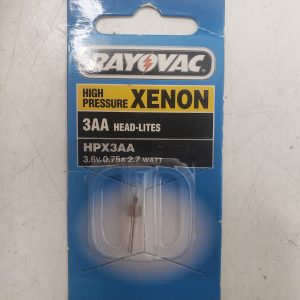 RAYOVAC
HIGH PRESSURE XENON
3AA HEAD-LITES
HPX3AA
3.6V 0.75A 2.7 WATT